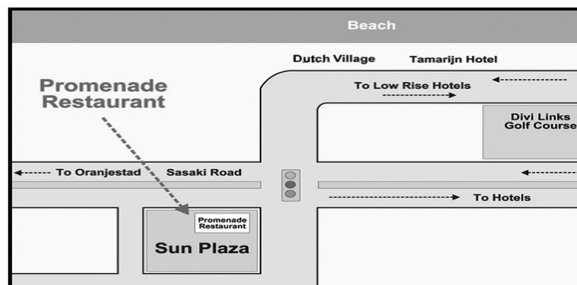 Beach
Dutch Village
Tamarijn Hotel
Promenade
Restaurant
To Low Rise Hotels
Divi Links
Golf Course
To Oranjestad
Sasaki Road
To Hotels
Promenade
Restaurant
Sun Plaza